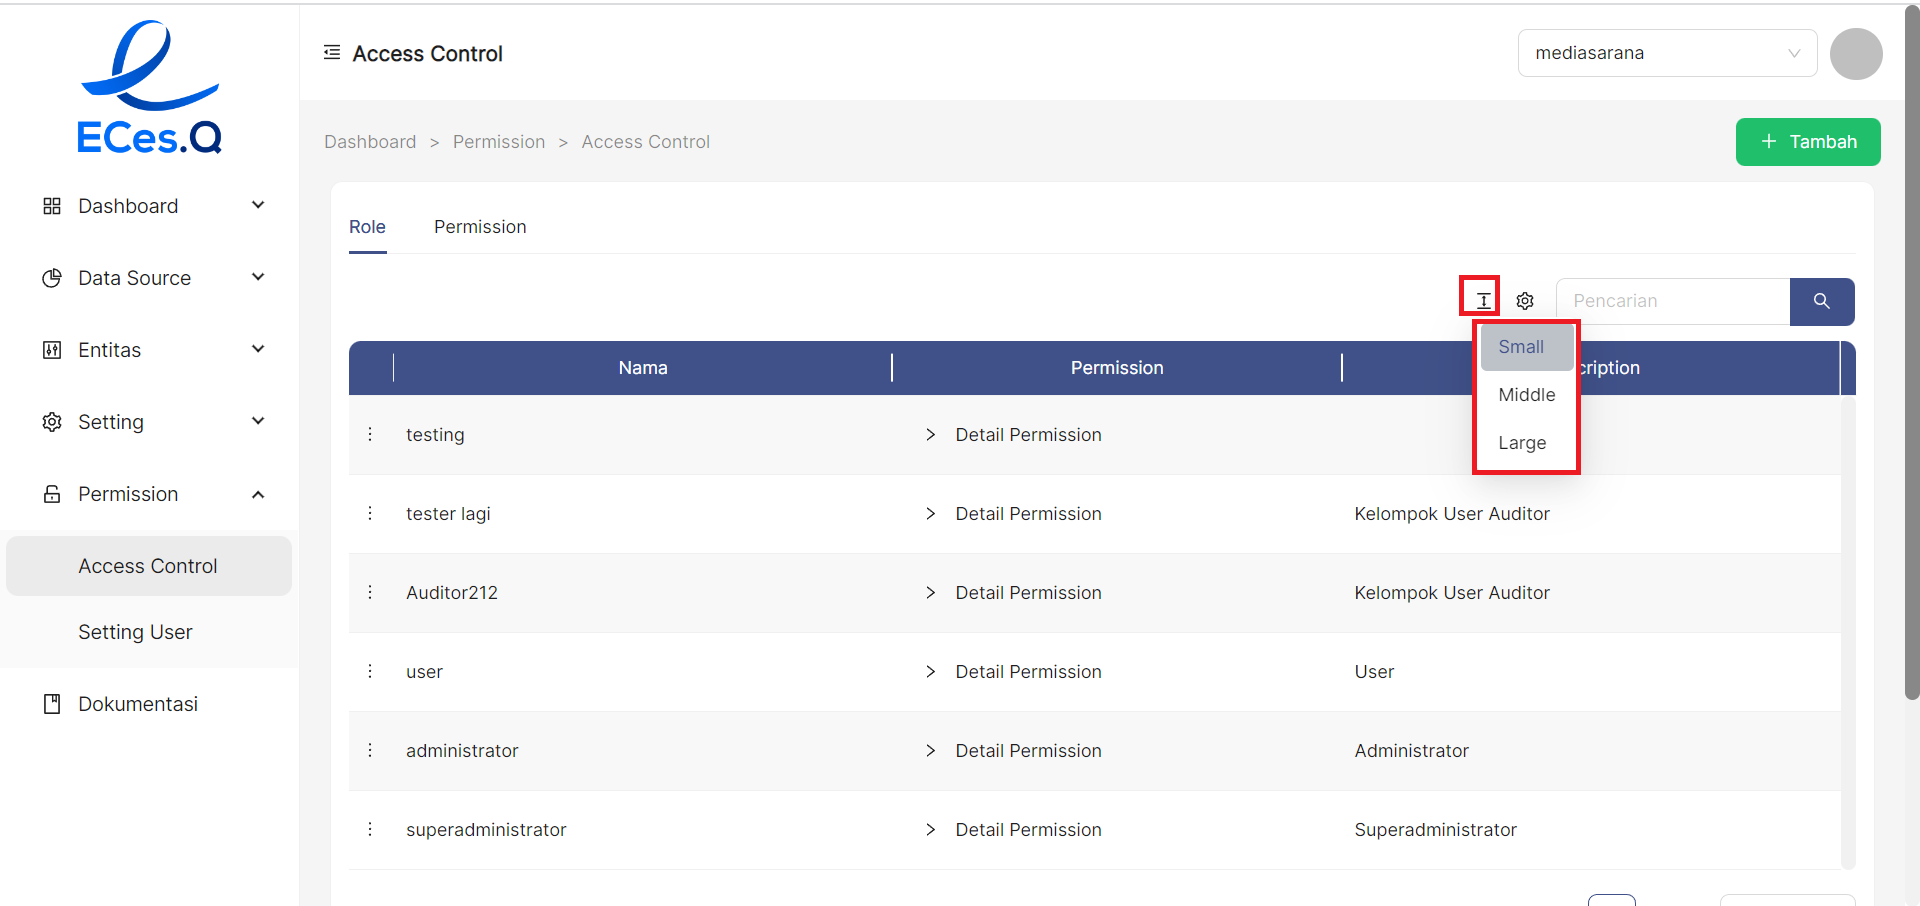 ECes.Q
Dashboard
Data Source
Entitas
Setting
Permission
Access Control
Setting User
Dokumentasi
Access Control
mediasarana
Dashboard > Permission > Access Control
+ Tambah
Role Permission
Pencarian
Small
Middle
Large
Nama Permission cription
testing > Detail Permission
tester lagi > Detail Permission Kelompok User Auditor
Auditor212 > Detail Permission Kelompok User Auditor
user > Detail Permission User
administrator > Detail Permission Administrator
superadministrator > Detail Permission Superadministrator